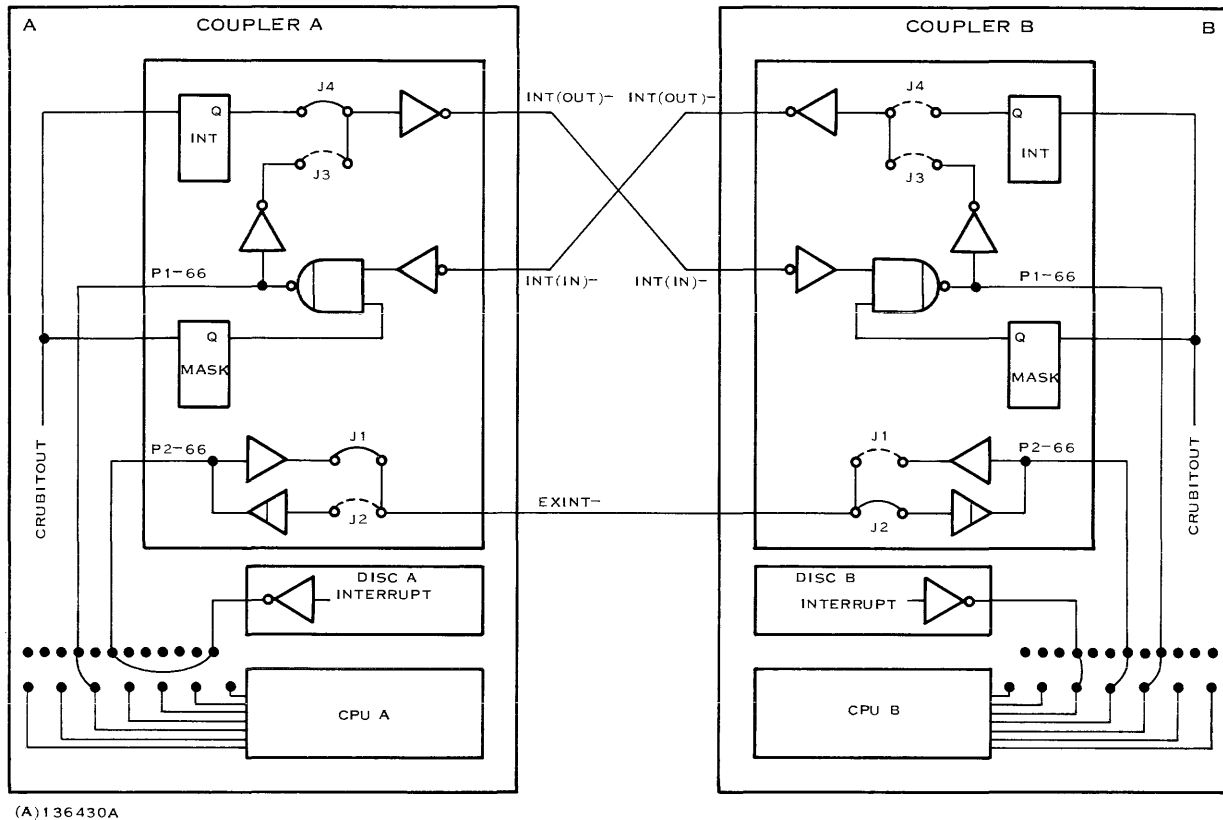 A COUPLER A
COUPLER B B
J4
INT(OUT)- INT(OUT)-
J4
Q
INT
J3
Q
INT
J3
P1-66
INT(IN)- INT(IN)-
P1-66
Q
MASK
Q
MASK
CRUBITOUT
P2-66
J1
J2
EXINT-
J1
J2
P2-66
CRUBITOUT
DISC A
INTERRUPT
DISC B
INTERRUPT
CPU A
CPU B
(A)136430A